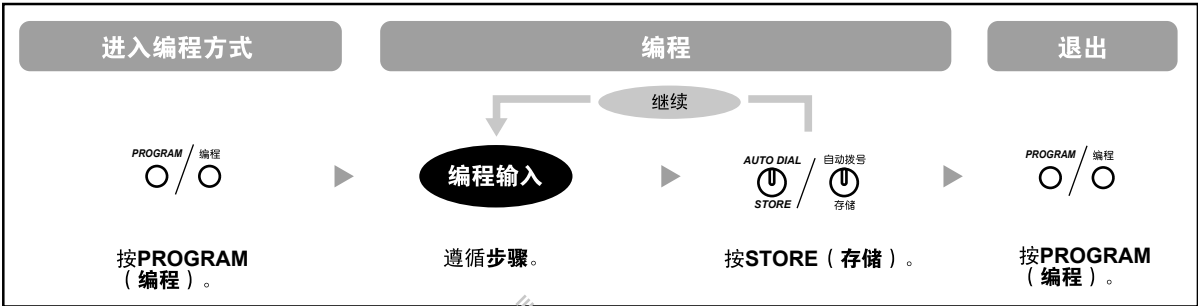 进入编程方式
编程
退出
继续
PROGRAM / 编程
编程输入
AUTO DIAL / 自动拨号
STORE / 存储
PROGRAM / 编程
按PROGRAM
（编程）。
遵循步骤。
按STORE（存储）。
按PROGRAM
（编程）。